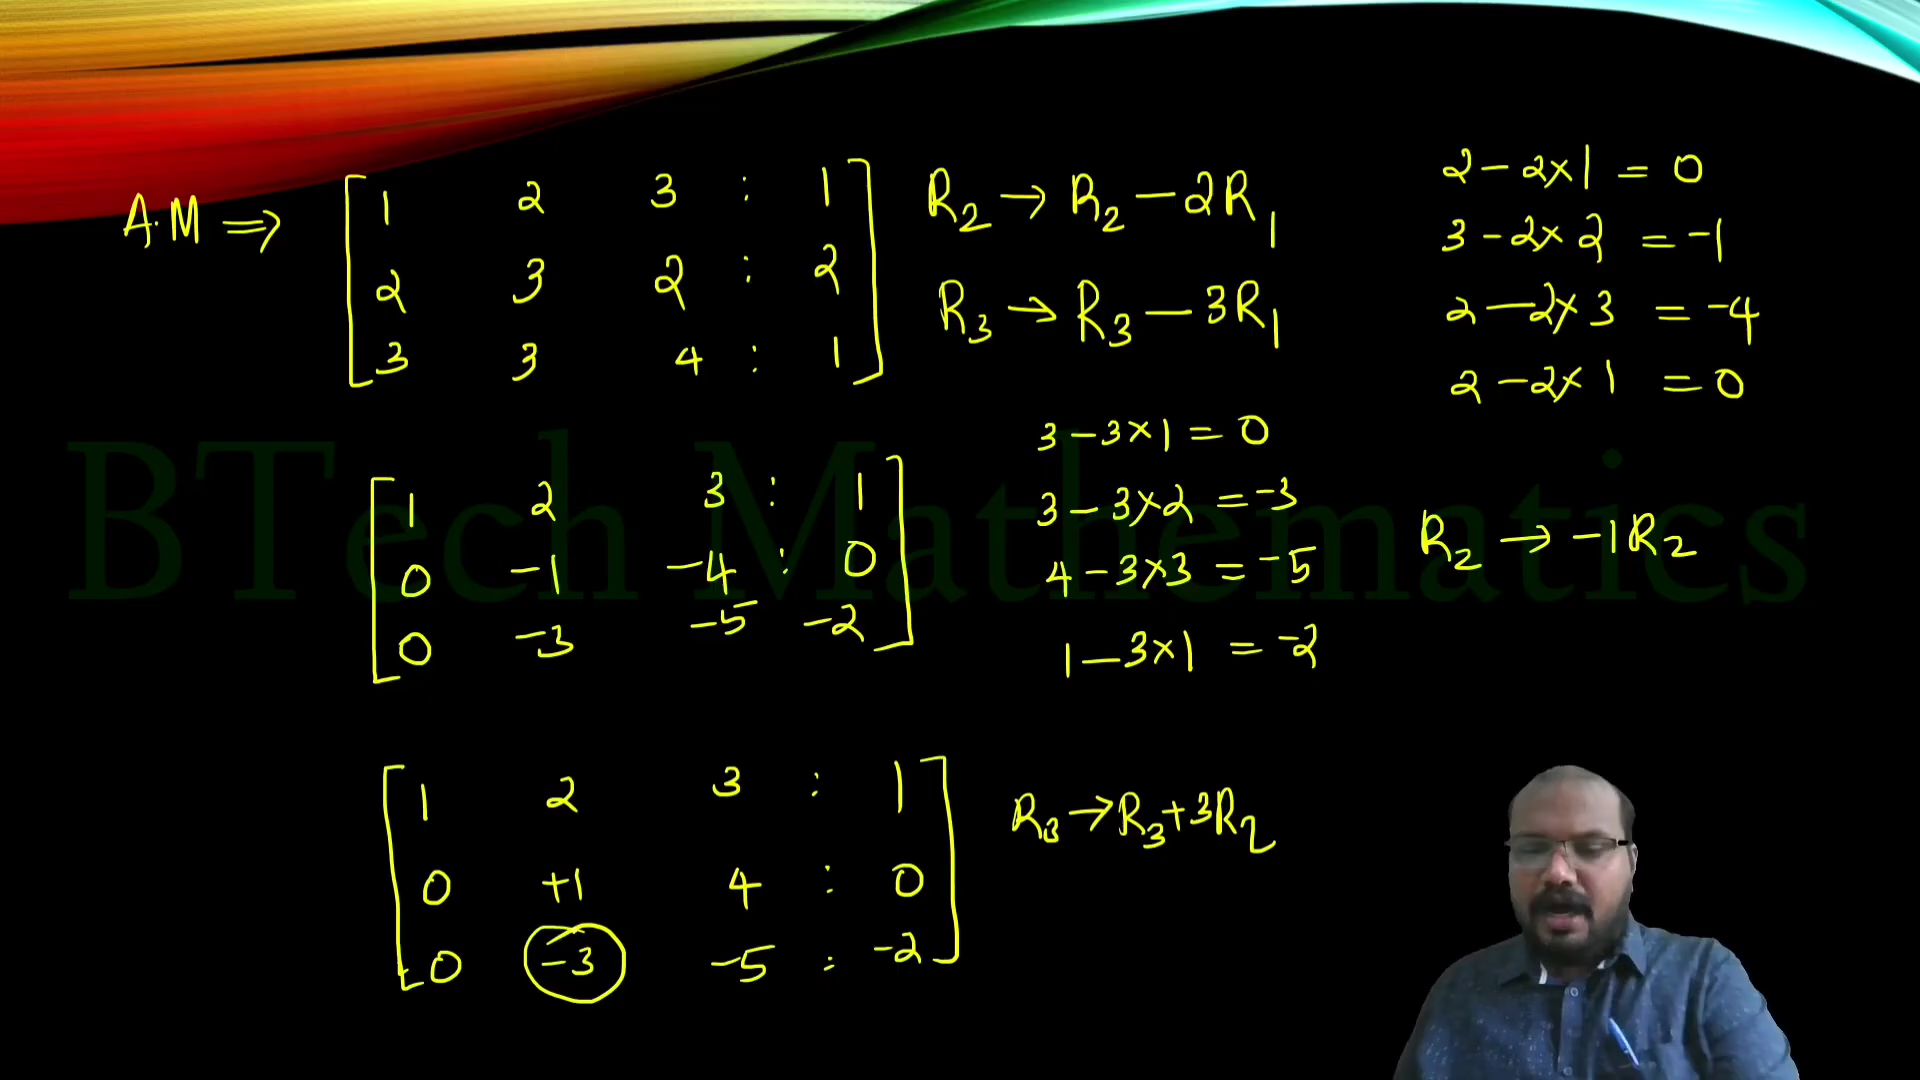 A.M ⇒ [ 1 2 3 : 1 ] R₂ → R₂ − 2R₁
[ 2 3 2 : 2 ]
[ 3 3 4 : 1 ] R₃ → R₃ − 3R₁
2 − 2×1 = 0
3 − 2×2 = −1
2 − 2×3 = −4
2 − 2×1 = 0
BTech Mathematics
[ 1 2 3 : 1 ]
[ 0 −1 −4 : 0 ]
[ 0 −3 −5 −2 ]
3 − 3×1 = 0
3 − 3×2 = −3
4 − 3×3 = −5
1 − 3×1 = −2
R₂ → −1R₂
[ 1 2 3 : 1 ] R₃ → R₃ + 3R₂
[ 0 +1 4 : 0 ]
[ 0 −3 −5 : −2 ]